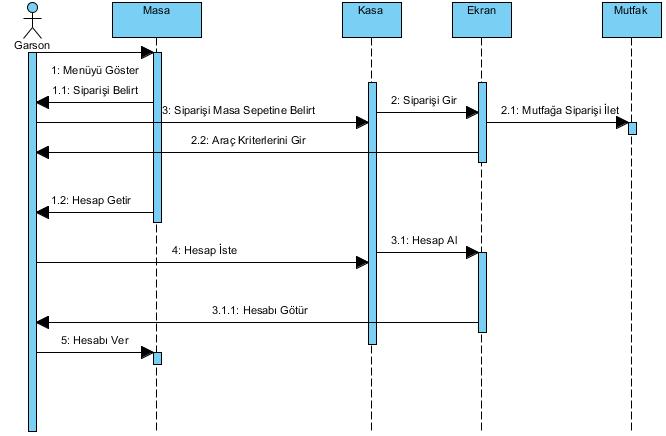 Masa
Kasa
Ekran
Mutfak
Garson
1: Menüyü Göster
1.1: Siparişi Belirt
2: Siparişi Gir
3: Siparişi Masa Sepetine Belirt
2.1: Mutfağa Siparişi İlet
2.2: Araç Kriterlerini Gir
1.2: Hesap Getir
3.1: Hesap Al
4: Hesap İste
3.1.1: Hesabı Götür
5: Hesabı Ver